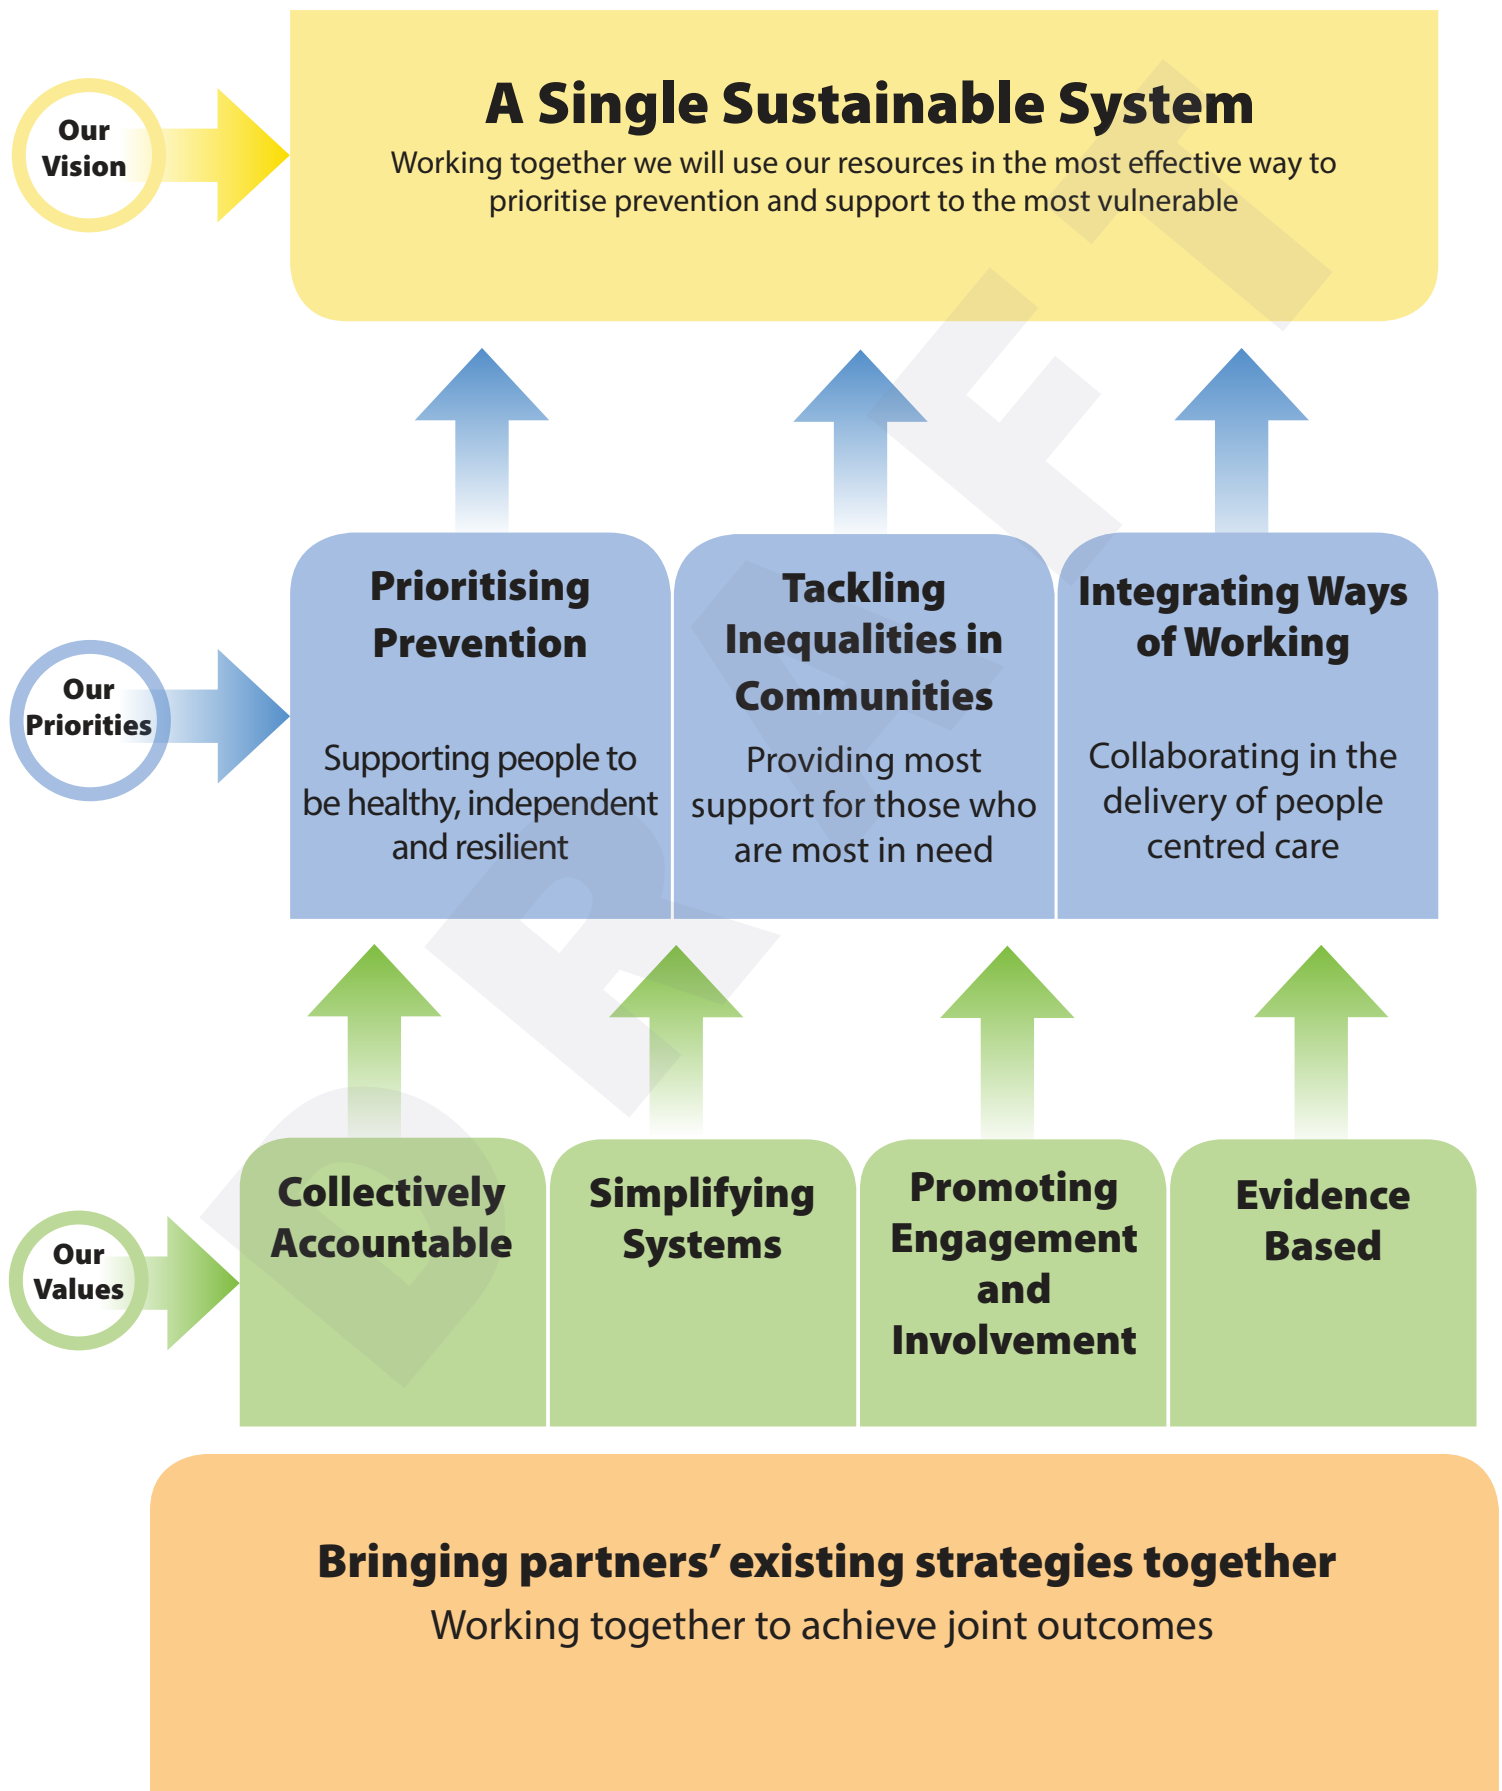 Our
Vision
A Single Sustainable System
Working together we will use our resources in the most effective way to
prioritise prevention and support to the most vulnerable
Our
Priorities
Prioritising
Prevention
Supporting people to
be healthy, independent
and resilient
Tackling
Inequalities in
Communities
Providing most
support for those who
are most in need
Integrating Ways
of Working
Collaborating in the
delivery of people
centred care
Our
Values
Collectively
Accountable
Simplifying
Systems
Promoting
Engagement
and
Involvement
Evidence
Based
Bringing partners’ existing strategies together
Working together to achieve joint outcomes
DRAFT